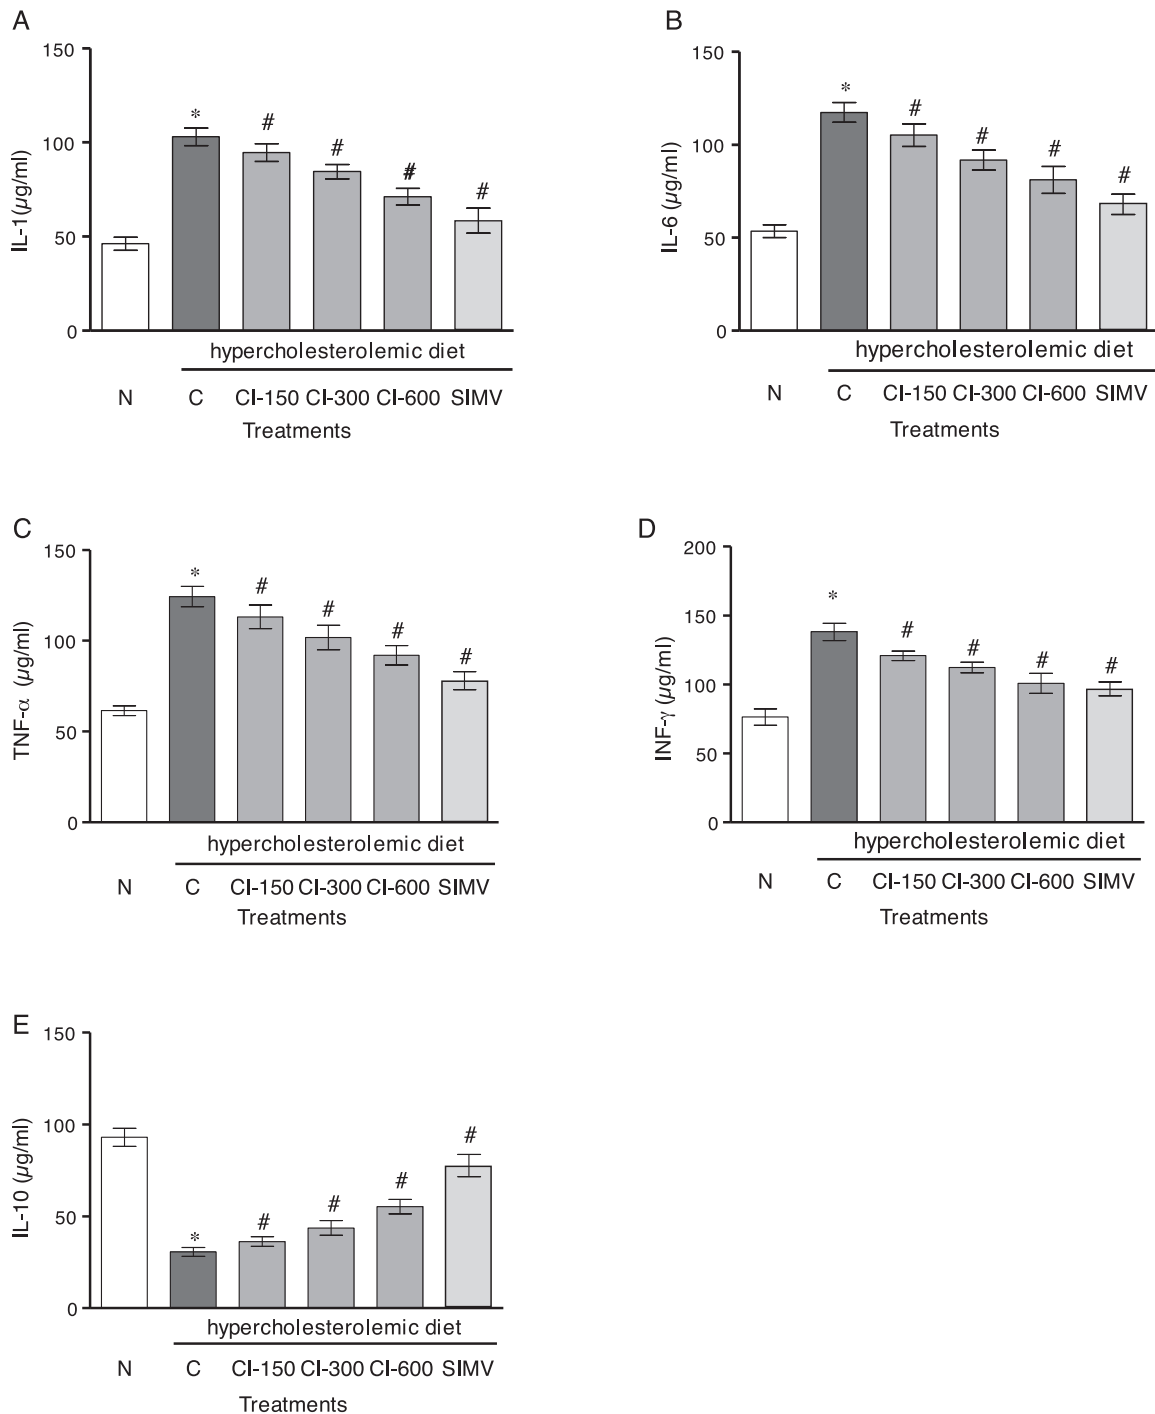 A
IL-1(µg/ml)
150
100
50
0
*
#
#
#
#
hypercholesterolemic diet
N C CI-150 CI-300 CI-600 SIMV
Treatments
B
IL-6 (µg/ml)
150
100
50
0
*
#
#
#
#
hypercholesterolemic diet
N C CI-150 CI-300 CI-600 SIMV
Treatments
C
TNF-α (µg/ml)
150
100
50
0
*
#
#
#
#
hypercholesterolemic diet
N C CI-150 CI-300 CI-600 SIMV
Treatments
D
INF-γ (µg/ml)
200
150
100
50
0
*
#
#
#
#
hypercholesterolemic diet
N C CI-150 CI-300 CI-600 SIMV
Treatments
E
IL-10 (µg/ml)
150
100
50
0
*
#
#
#
#
hypercholesterolemic diet
N C CI-150 CI-300 CI-600 SIMV
Treatments